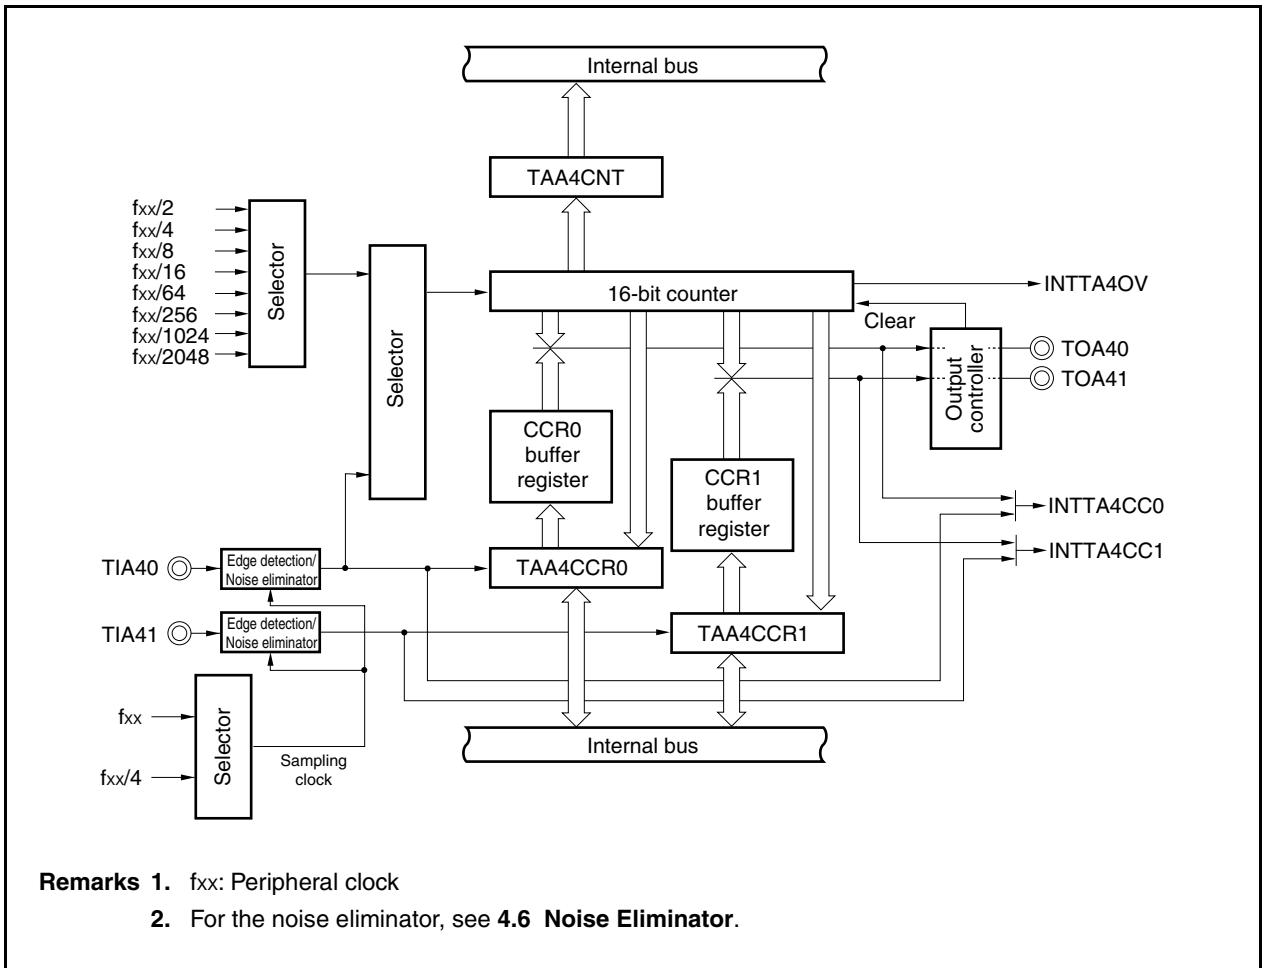 Internal bus
TAA4CNT
fxx/2
fxx/4
fxx/8
fxx/16
fxx/64
fxx/256
fxx/1024
fxx/2048
Selector
Selector
16-bit counter
INTTA4OV
Clear
Output
controller
TOA40
TOA41
CCR0
buffer
register
CCR1
buffer
register
INTTA4CC0
INTTA4CC1
TIA40
Edge detection/
Noise eliminator
TAA4CCR0
TIA41
Edge detection/
Noise eliminator
TAA4CCR1
fxx
fxx/4
Selector
Sampling
clock
Internal bus
Remarks 1. fxx: Peripheral clock
2. For the noise eliminator, see 4.6 Noise Eliminator.